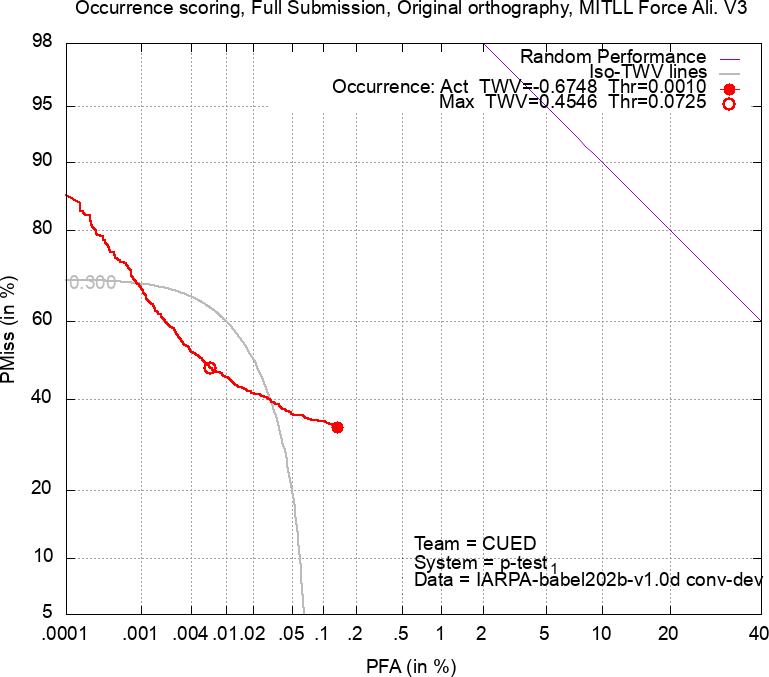 Occurrence scoring, Full Submission, Original orthography, MITLL Force Ali. V3
Random Performance
Iso-TWV lines
Occurrence: Act TWV=-0.6748 Thr=0.0010
Max TWV=0.4546 Thr=0.0725
98
95
90
80
60
40
20
10
5
0.300
PMiss (in %)
Team = CUED
System = p-test_1
Data = IARPA-babel202b-v1.0d conv-dev
.0001 .001 .004 .01 .02 .05 .1 .2 .5 1 2 5 10 20 40
PFA (in %)